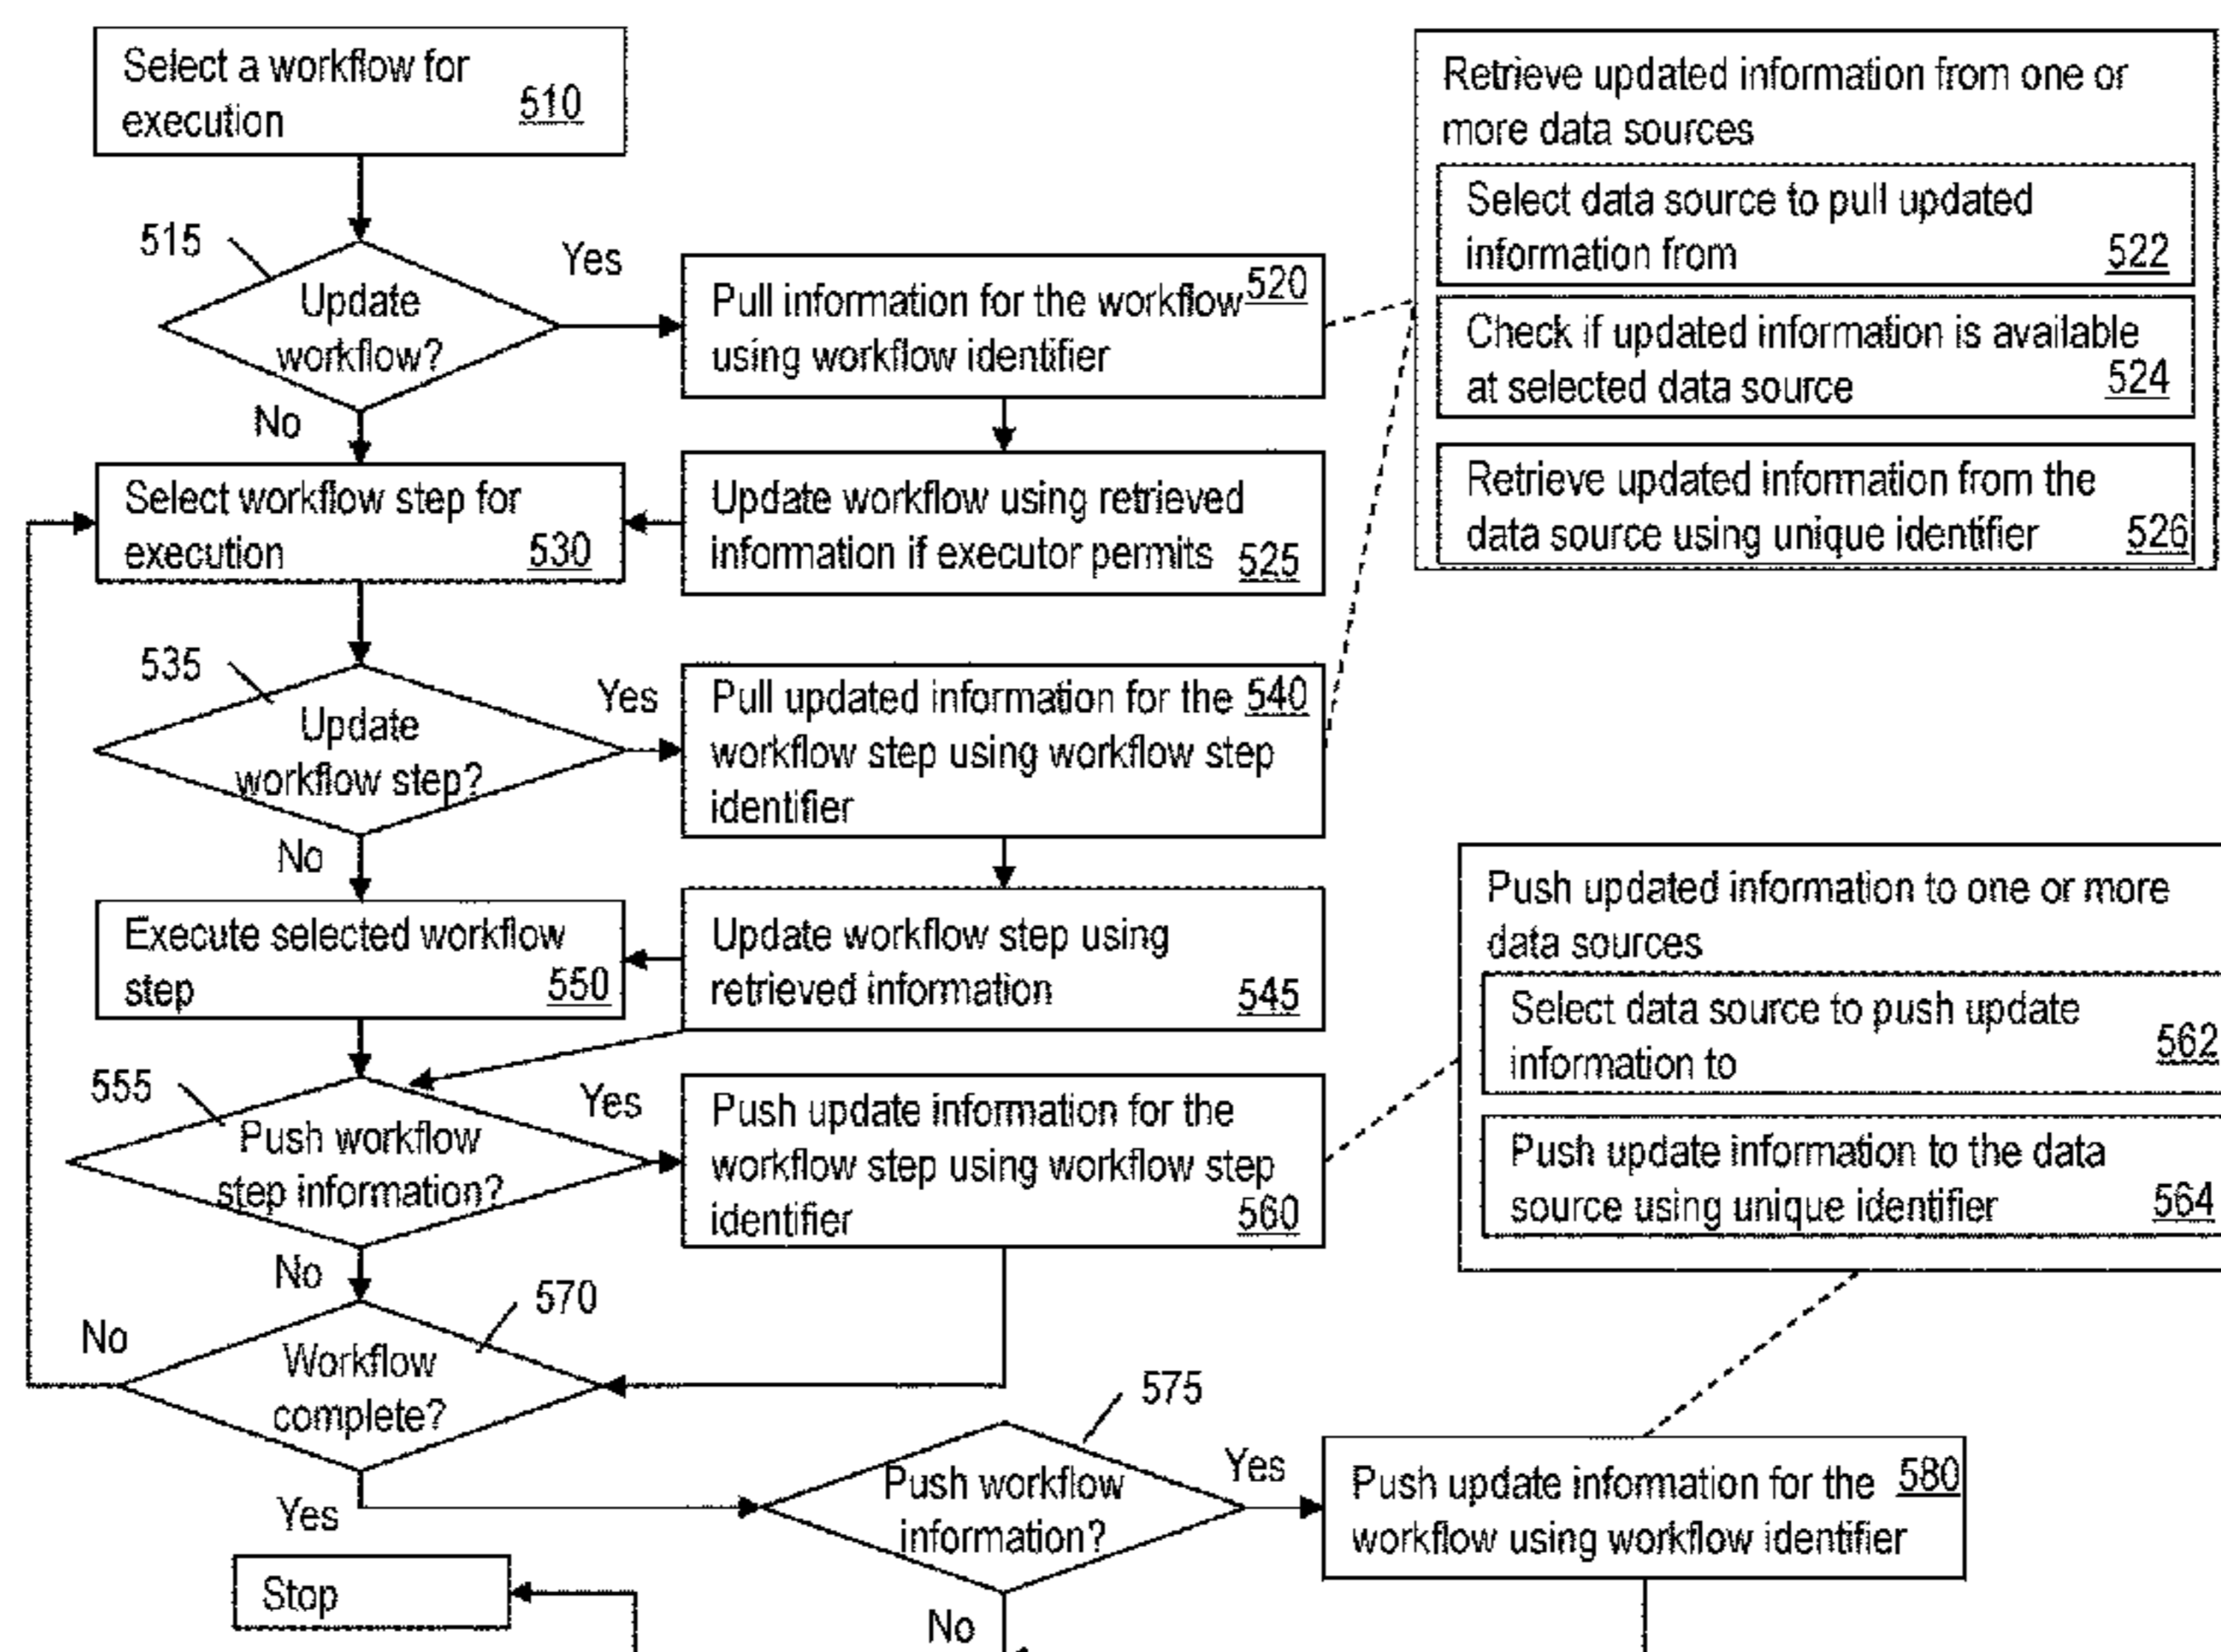 Select a workflow for
execution 510
515
Update
workflow?
Yes
No
Pull information for the workflow 520
using workflow identifier
Update workflow using retrieved
information if executor permits 525
Retrieve updated information from one or
more data sources
Select data source to pull updated
information from 522
Check if updated information is available
at selected data source 524
Retrieve updated information from the
data source using unique identifier 526
Select workflow step for
execution 530
535
Update
workflow step?
Yes
No
Pull updated information for the 540
workflow step using workflow step
identifier
Update workflow step using
retrieved information 545
Execute selected workflow
step 550
555
Push workflow
step information?
Yes
No
Push update information for the
workflow step using workflow step
identifier 560
Push updated information to one or more
data sources
Select data source to push update
information to 562
Push update information to the data
source using unique identifier 564
570
Workflow
complete?
No
Yes
575
Push workflow
information?
Yes
No
Push update information for the 580
workflow using workflow identifier
Stop